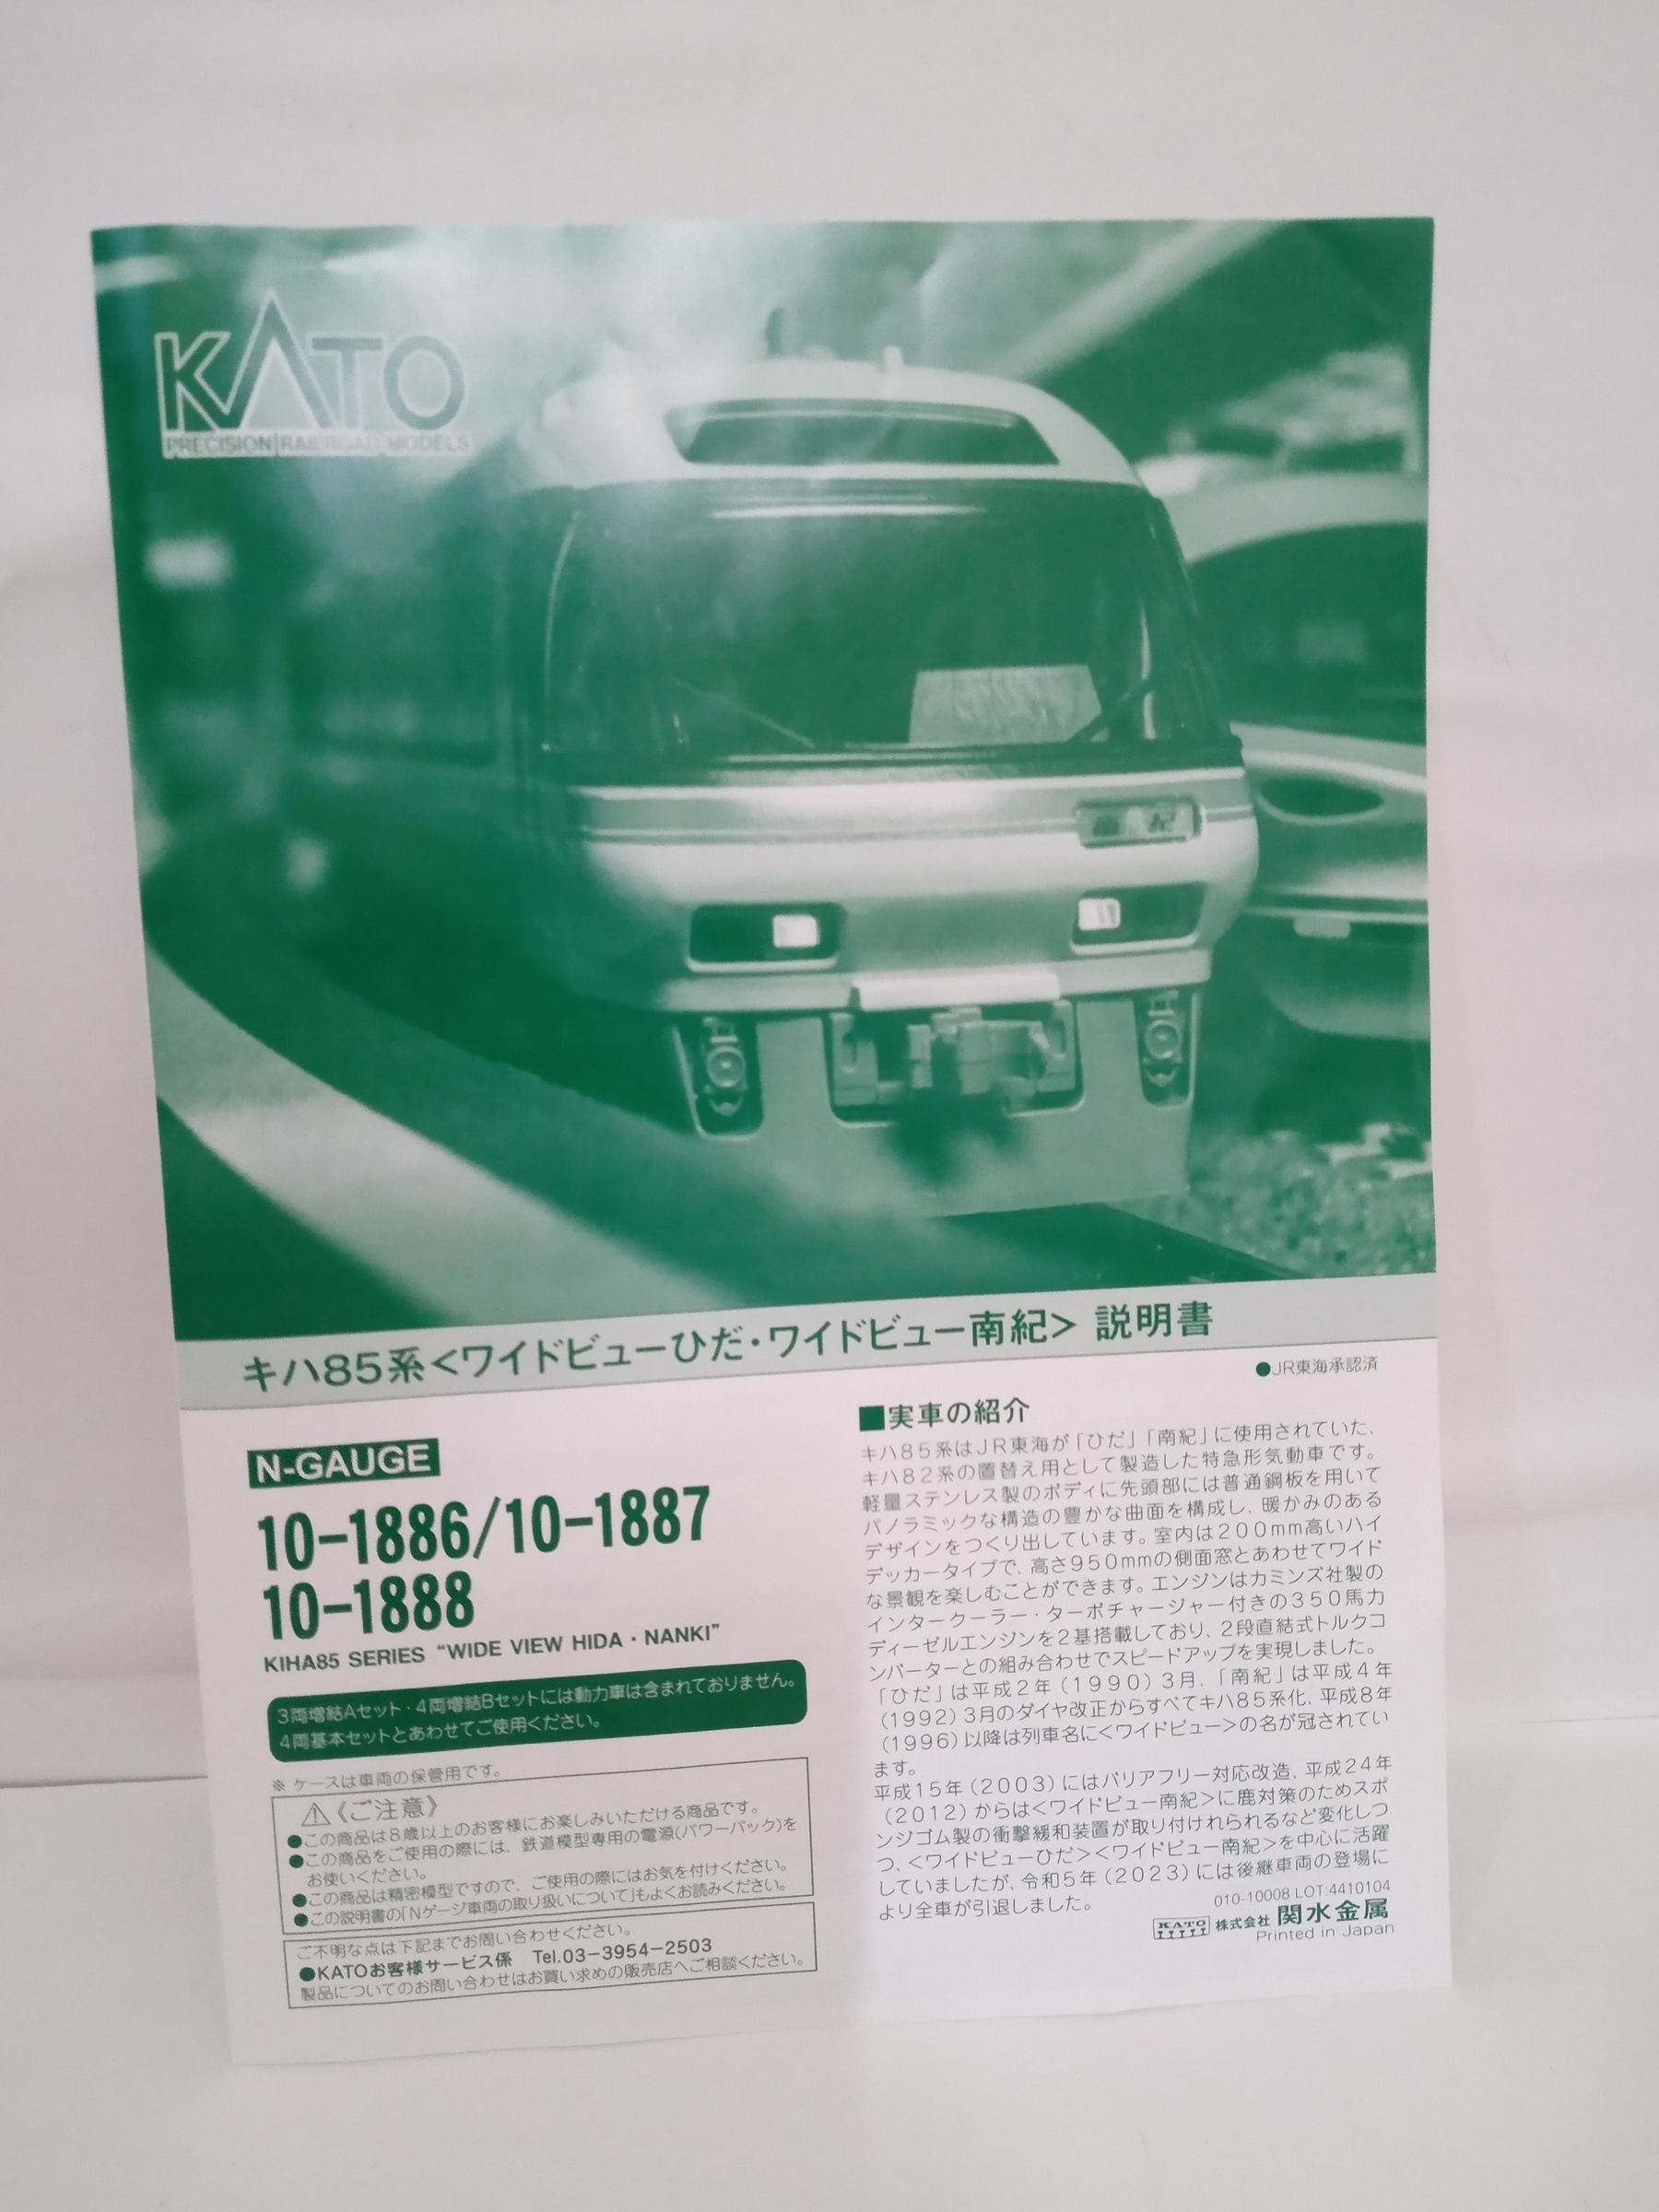 KATO
PRECISION RAILROAD MODELS
南紀
キハ85系<ワイドビューひだ・ワイドビュー南紀> 説明書
●JR東海承認済
N-GAUGE
10-1886/10-1887
10-1888
KIHA85 SERIES “WIDE VIEW HIDA・NANKI”
3両増結Aセット・4両増結Bセットには動力車は含まれておりません。
4両基本セットとあわせてご使用ください。
※ ケースは車両の保管用です。
⚠《ご注意》
●この商品は8歳以上のお客様にお楽しみいただける商品です。
●この商品をご使用の際には、鉄道模型専用の電源(パワーパック)を
お使いください。
●この商品は精密模型ですので、ご使用の際にはお気を付けください。
●この説明書の「Nゲージ車両の取り扱いについて」もよくお読みください。
ご不明な点は下記までお問い合わせください。
●KATOお客様サービス係 Tel.03-3954-2503
製品についてのお問い合わせはお買い求めの販売店へご相談ください。
■実車の紹介
キハ85系はJR東海が「ひだ」「南紀」に使用されていた、
キハ82系の置替え用として製造した特急形気動車です。
軽量ステンレス製のボディに先頭部には普通鋼板を用いて
パノラミックな構造の豊かな曲面を構成し、暖かみのある
デザインをつくり出しています。室内は200mm高いハイ
デッカータイプで、高さ950mmの側面窓とあわせてワイド
な景観を楽しむことができます。エンジンはカミンズ社製の
インタークーラー・ターボチャージャー付きの350馬力
ディーゼルエンジンを2基搭載しており、2段直結式トルクコ
ンバーターとの組み合わせでスピードアップを実現しました。
「ひだ」は平成2年(1990)3月、「南紀」は平成4年
(1992)3月のダイヤ改正からすべてキハ85系化、平成8年
(1996)以降は列車名に<ワイドビュー>の名が冠されてい
ます。
平成15年(2003)にはバリアフリー対応改造、平成24年
(2012)からは<ワイドビュー南紀>に鹿対策のためスポ
ンジゴム製の衝撃緩和装置が取り付けれられるなど変化しつ
つ、<ワイドビューひだ><ワイドビュー南紀>を中心に活躍
していましたが、令和5年(2023)には後継車両の登場に
より全車が引退しました。
010-10008 LOT:4410104
KATO 株式会社 関水金属
Printed in Japan